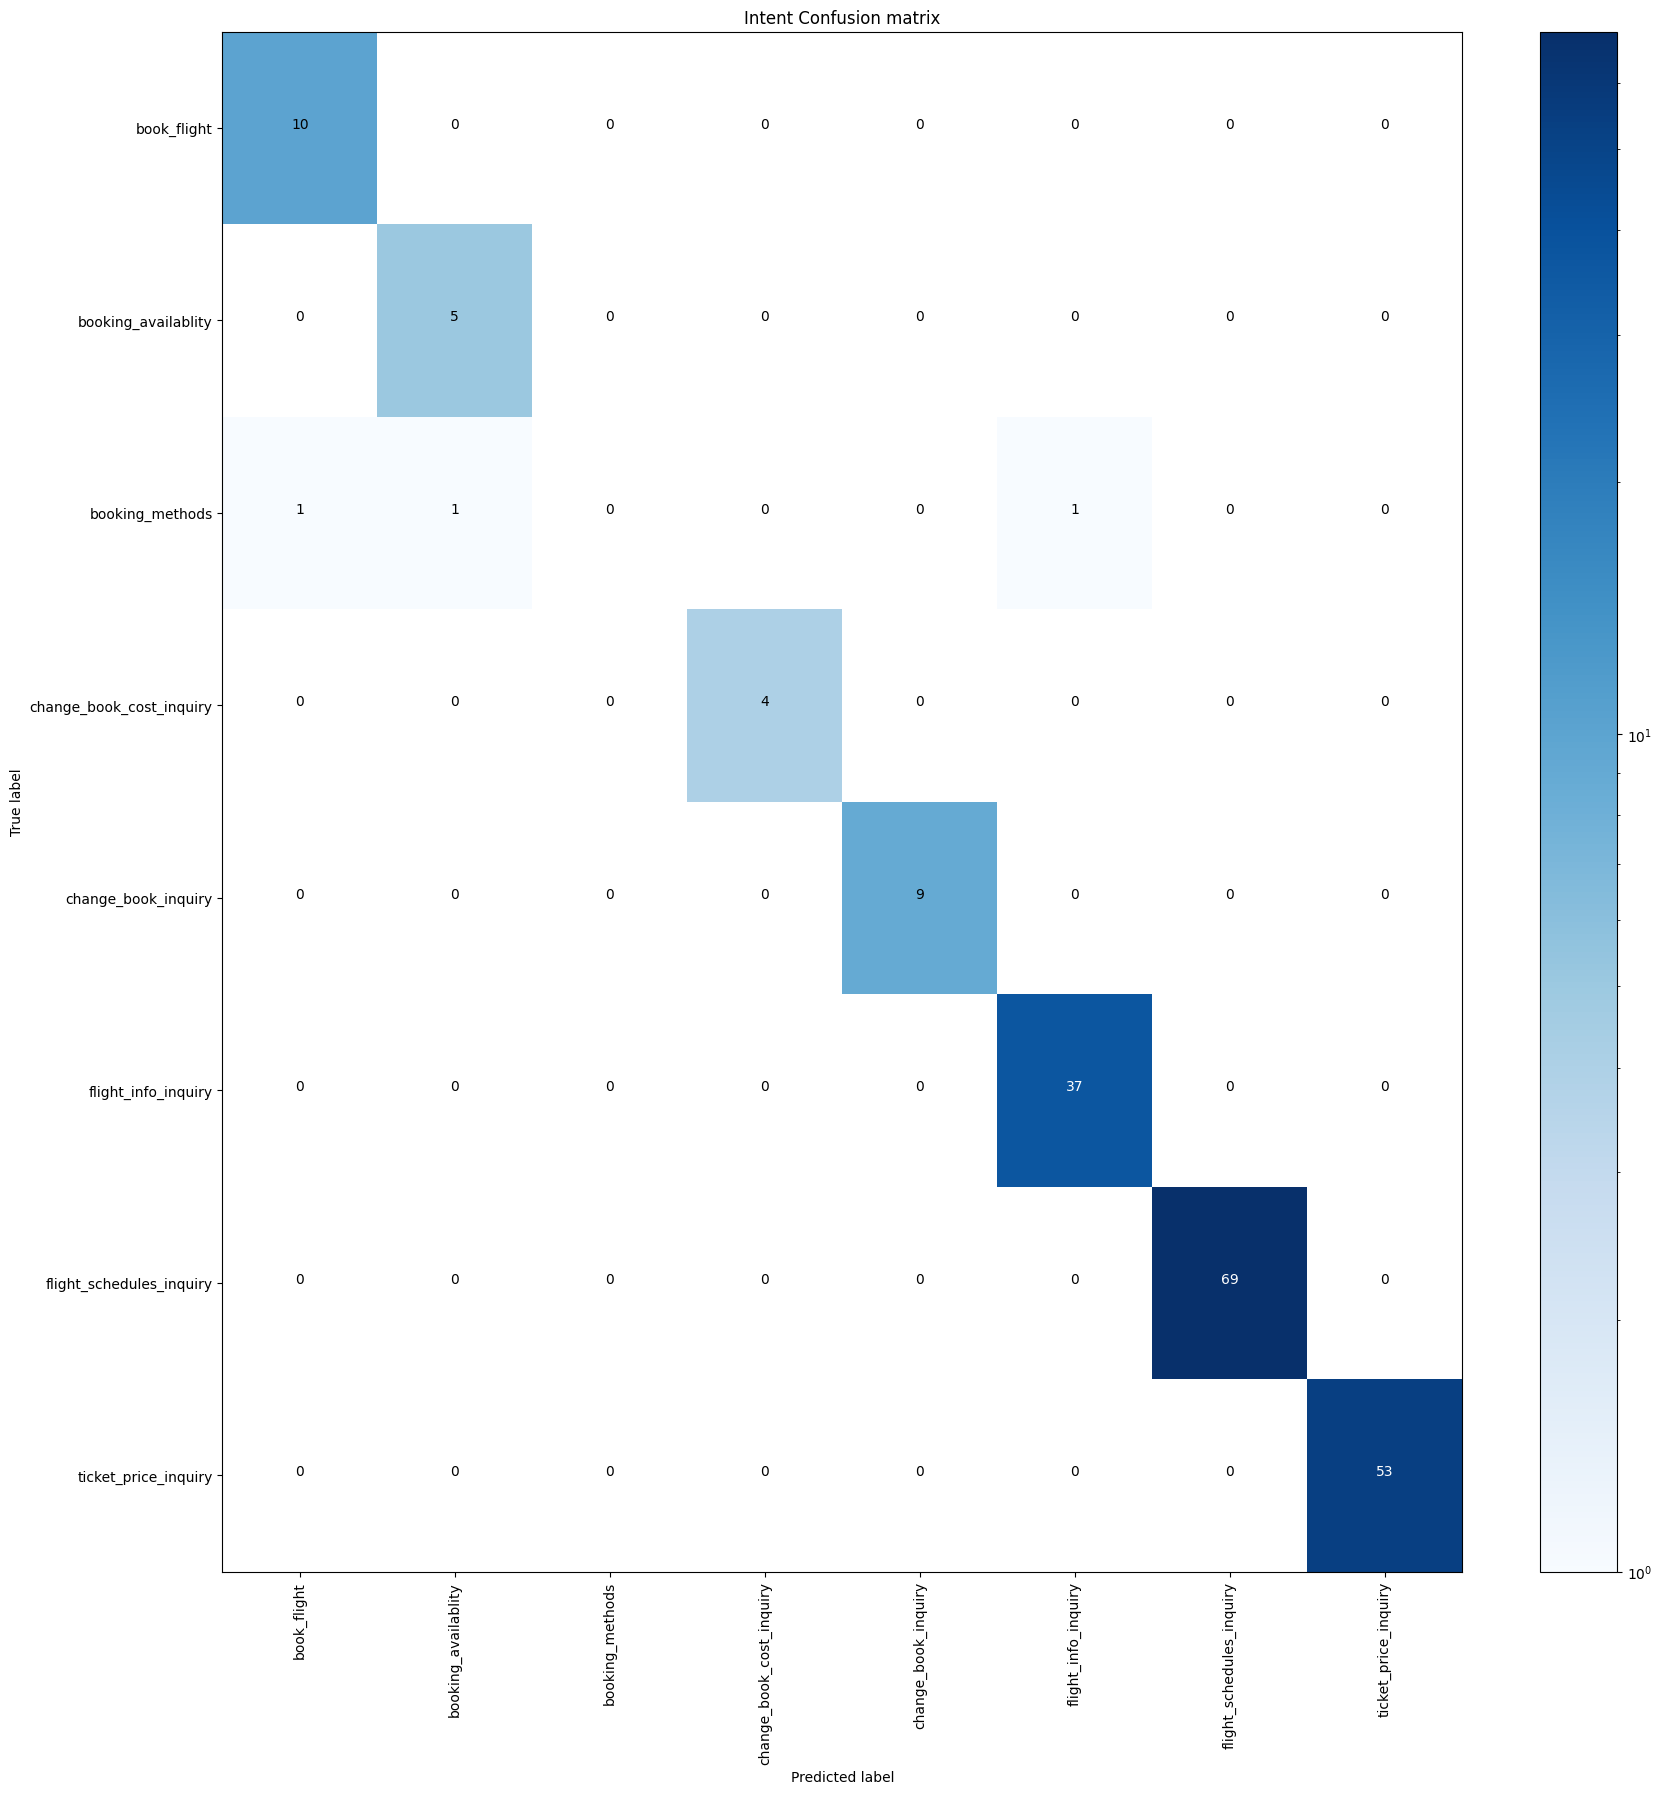 Intent Confusion matrix
book_flight 10 0 0 0 0 0 0 0
booking_availablity 0 5 0 0 0 0 0 0
booking_methods 1 1 0 0 0 1 0 0
change_book_cost_inquiry 0 0 0 4 0 0 0 0
change_book_inquiry 0 0 0 0 9 0 0 0
flight_info_inquiry 0 0 0 0 0 37 0 0
flight_schedules_inquiry 0 0 0 0 0 0 69 0
ticket_price_inquiry 0 0 0 0 0 0 0 53
True label
book_flight
booking_availablity
booking_methods
change_book_cost_inquiry
change_book_inquiry
flight_info_inquiry
flight_schedules_inquiry
ticket_price_inquiry
Predicted label
10¹
10⁰